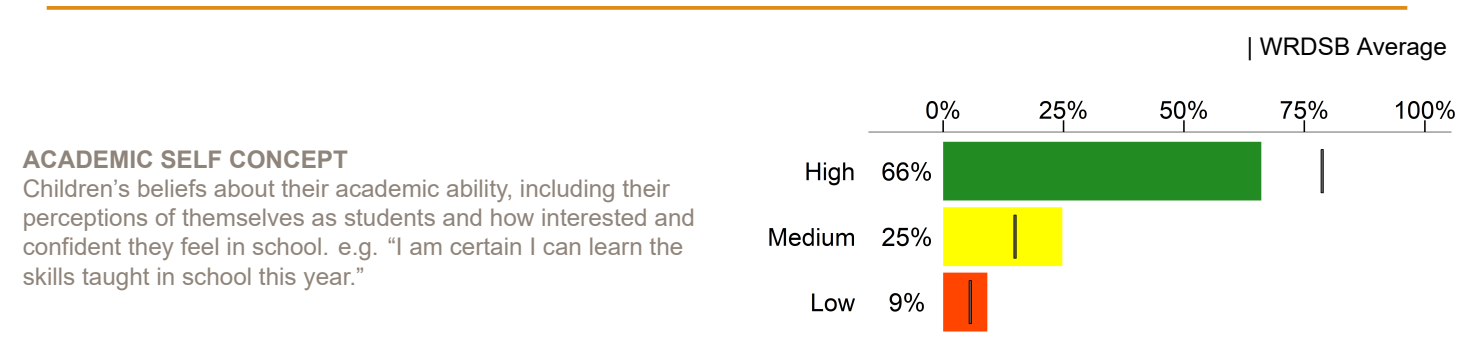 | WRDSB Average
0% 25% 50% 75% 100%
ACADEMIC SELF CONCEPT
Children’s beliefs about their academic ability, including their
perceptions of themselves as students and how interested and
confident they feel in school. e.g. “I am certain I can learn the
skills taught in school this year.”
High 66%
Medium 25%
Low 9%